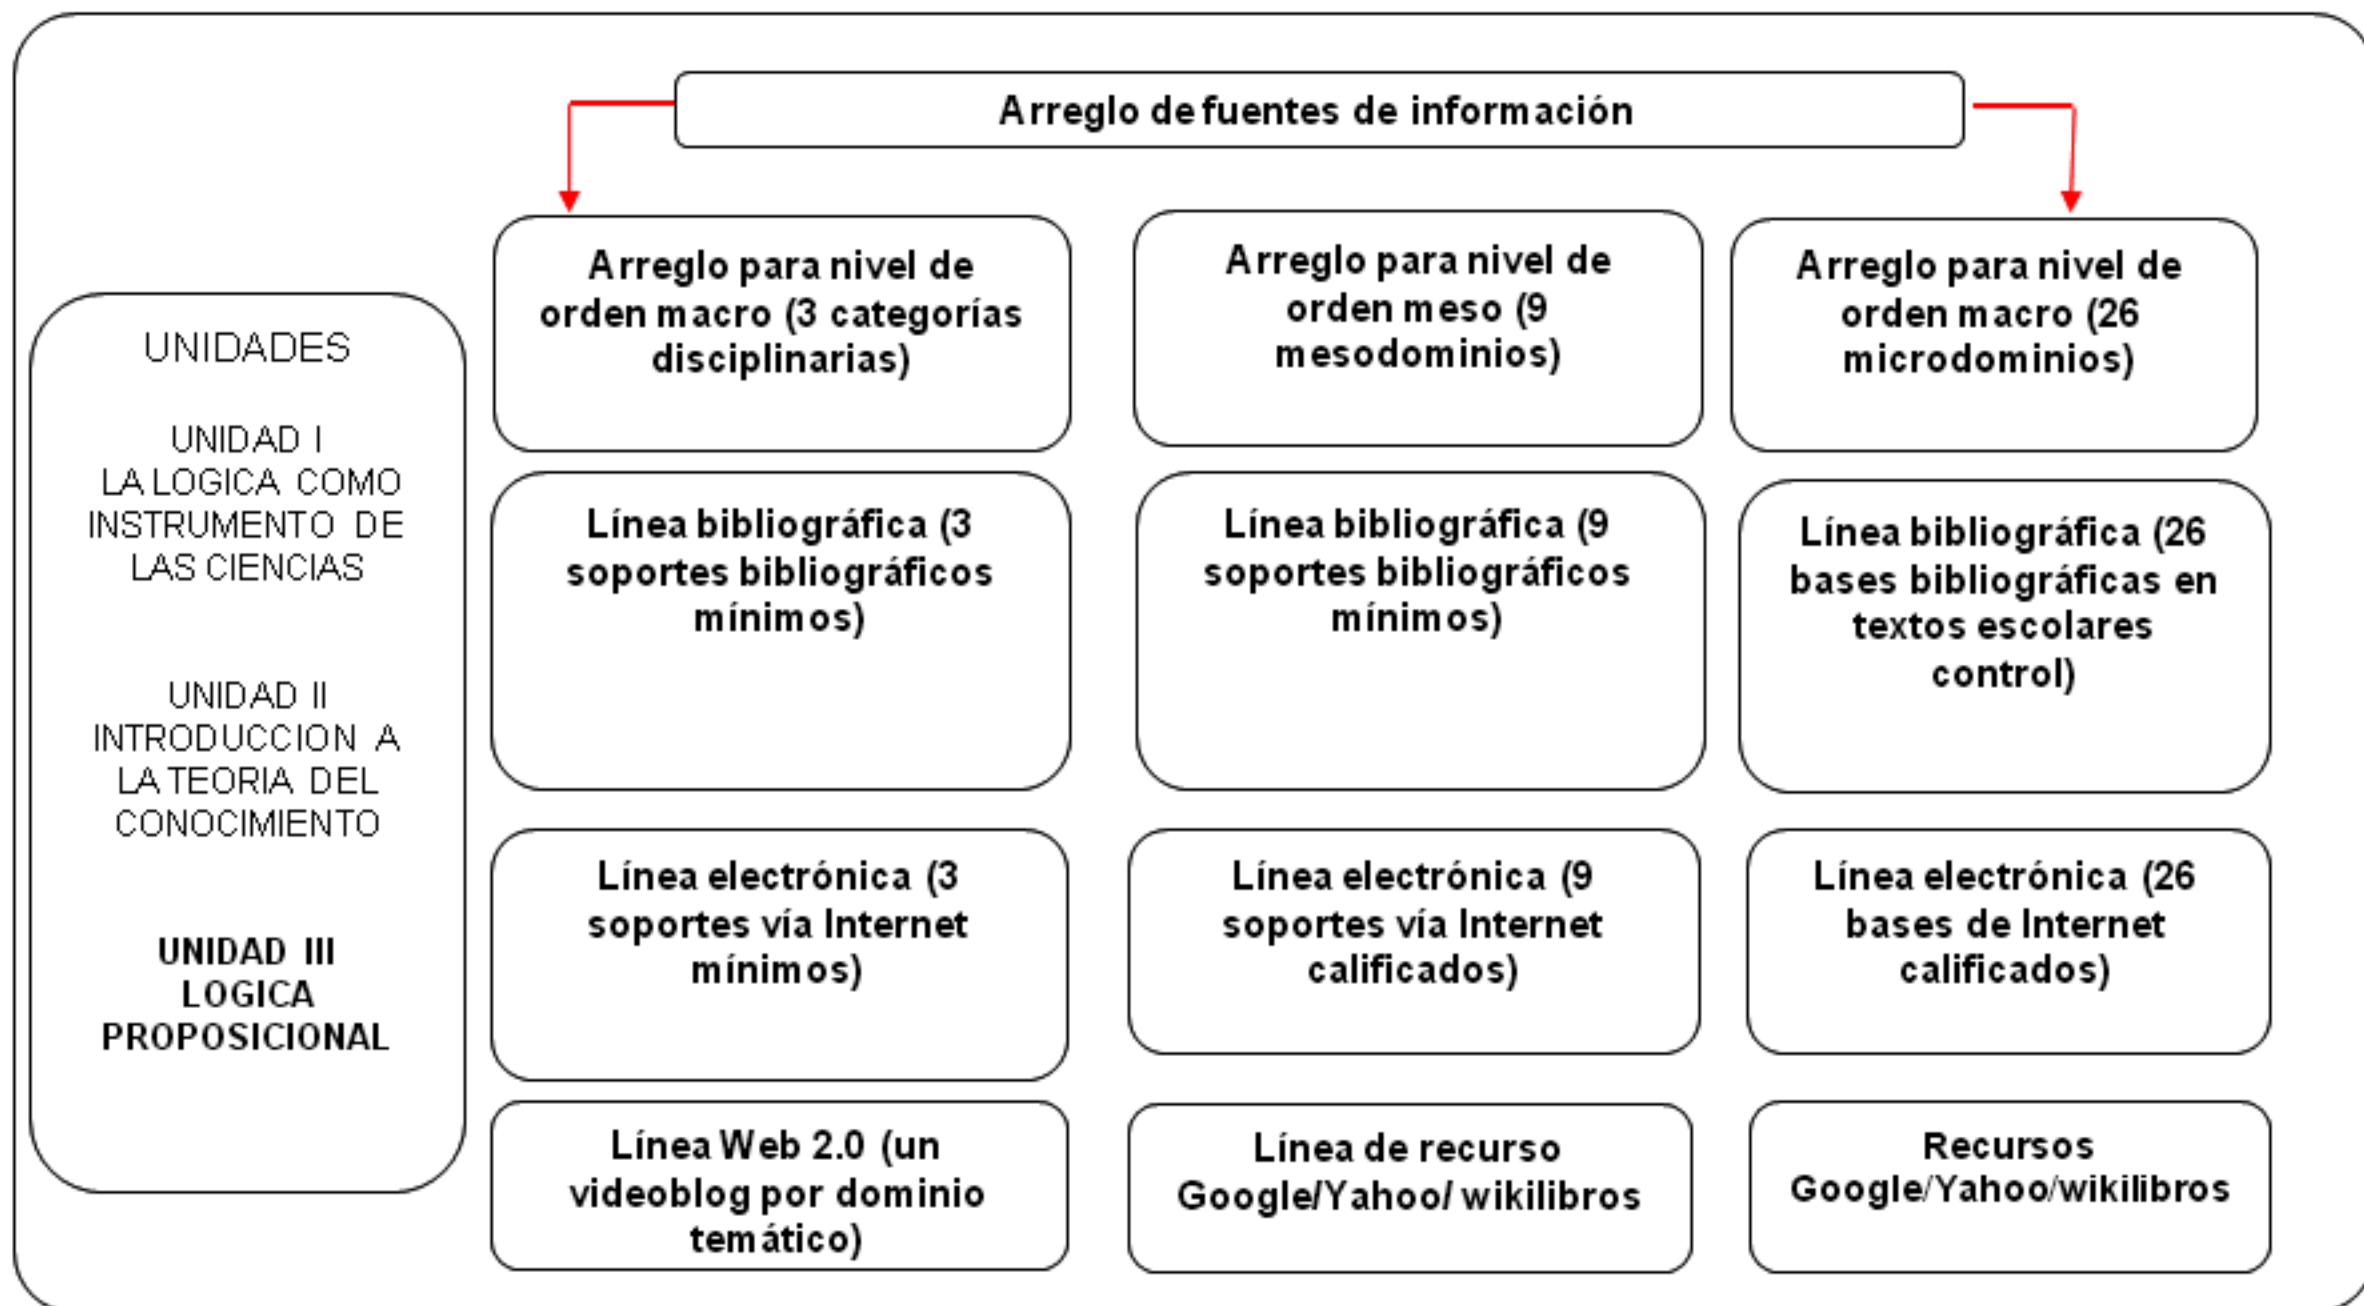 Arreglo de fuentes de información
UNIDADES
UNIDAD I
LA LOGICA COMO
INSTRUMENTO DE
LAS CIENCIAS
UNIDAD II
INTRODUCCION A
LA TEORIA DEL
CONOCIMIENTO
UNIDAD III
LOGICA
PROPOSICIONAL
Arreglo para nivel de
orden macro (3 categorías
disciplinarias)
Arreglo para nivel de
orden meso (9
mesodominios)
Arreglo para nivel de
orden macro (26
microdominios)
Línea bibliográfica (3
soportes bibliográficos
mínimos)
Línea bibliográfica (9
soportes bibliográficos
mínimos)
Línea bibliográfica (26
bases bibliográficas en
textos escolares
control)
Línea electrónica (3
soportes vía Internet
mínimos)
Línea electrónica (9
soportes vía Internet
calificados)
Línea electrónica (26
bases de Internet
calificados)
Línea Web 2.0 (un
videoblog por dominio
temático)
Línea de recurso
Google/Yahoo/ wikilibros
Recursos
Google/Yahoo/wikilibros